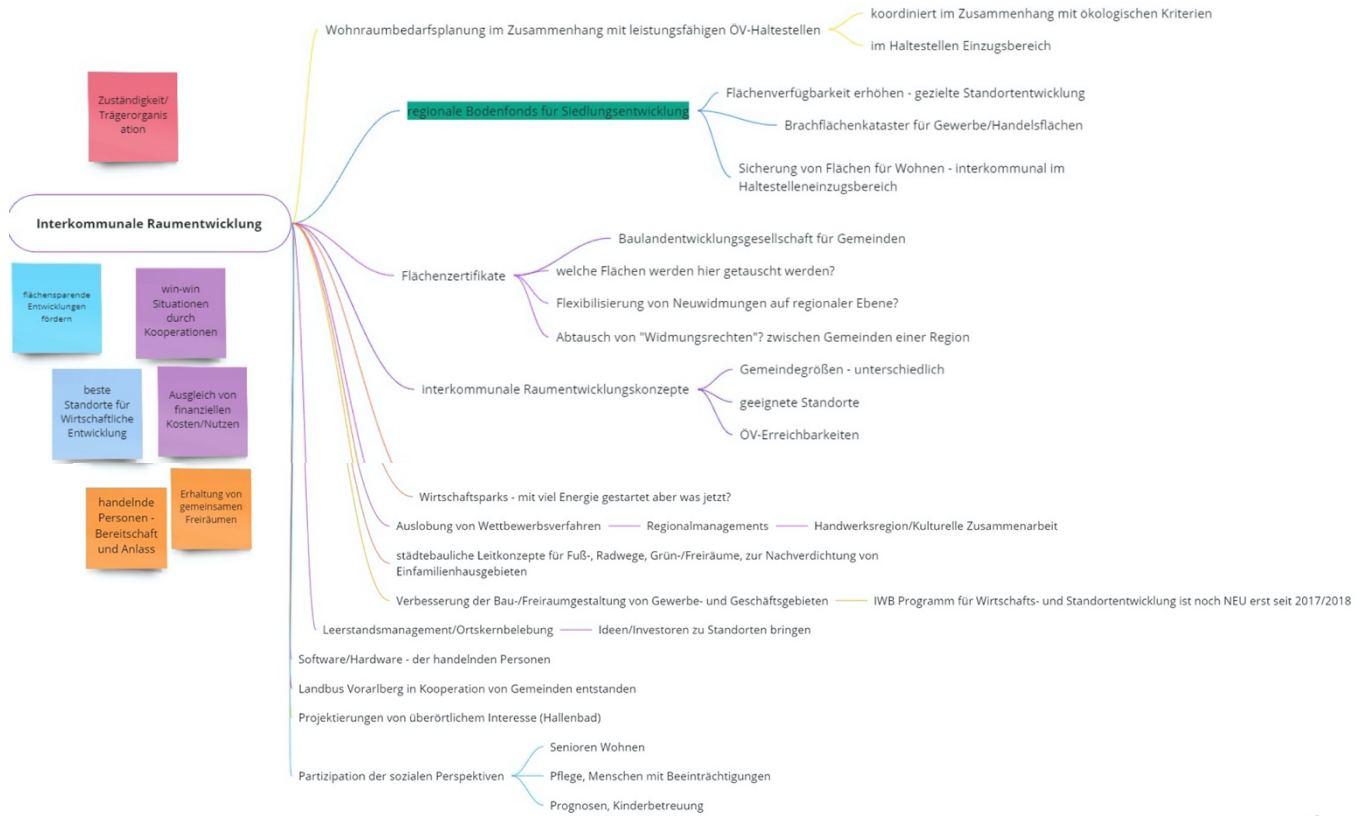 Wohnraumbedarfsplanung im Zusammenhang mit leistungsfähigen ÖV-Haltestellen
koordiniert im Zusammenhang mit ökologischen Kriterien
im Haltestellen Einzugsbereich
Zuständigkeit/
Trägerorganis
ation
regionale Bodenfonds für Siedlungsentwicklung
Flächenverfügbarkeit erhöhen - gezielte Standortentwicklung
Brachflächenkataster für Gewerbe/Handelsflächen
Sicherung von Flächen für Wohnen - interkommunal im
Haltestelleneinzugsbereich
Interkommunale Raumentwicklung
Flächenzertifikate
Baulandentwicklungsgesellschaft für Gemeinden
welche Flächen werden hier getauscht werden?
Flexibilisierung von Neuwidmungen auf regionaler Ebene?
Abtausch von "Widmungsrechten"? zwischen Gemeinden einer Region
flächensparende
Entwicklungen
fördern
win-win
Situationen
durch
Kooperationen
beste
Standorte für
Wirtschaftliche
Entwicklung
Ausgleich von
finanziellen
Kosten/Nutzen
handelnde
Personen -
Bereitschaft
und Anlass
Erhaltung von
gemeinsamen
Freiräumen
interkommunale Raumentwicklungskonzepte
Gemeindegrößen - unterschiedlich
geeignete Standorte
ÖV-Erreichbarkeiten
Wirtschaftsparks - mit viel Energie gestartet aber was jetzt?
Auslobung von Wettbewerbsverfahren
Regionalmanagements
Handwerksregion/Kulturelle Zusammenarbeit
städtebauliche Leitkonzepte für Fuß-, Radwege, Grün-/Freiräume, zur Nachverdichtung von
Einfamilienhausgebieten
Verbesserung der Bau-/Freiraumgestaltung von Gewerbe- und Geschäftsgebieten
IWB Programm für Wirtschafts- und Standortentwicklung ist noch NEU erst seit 2017/2018
Leerstandsmanagement/Ortskernbelebung
Ideen/Investoren zu Standorten bringen
Software/Hardware - der handelnden Personen
Landbus Vorarlberg in Kooperation von Gemeinden entstanden
Projektierungen von überörtlichem Interesse (Hallenbad)
Partizipation der sozialen Perspektiven
Senioren Wohnen
Pflege, Menschen mit Beeinträchtigungen
Prognosen, Kinderbetreuung